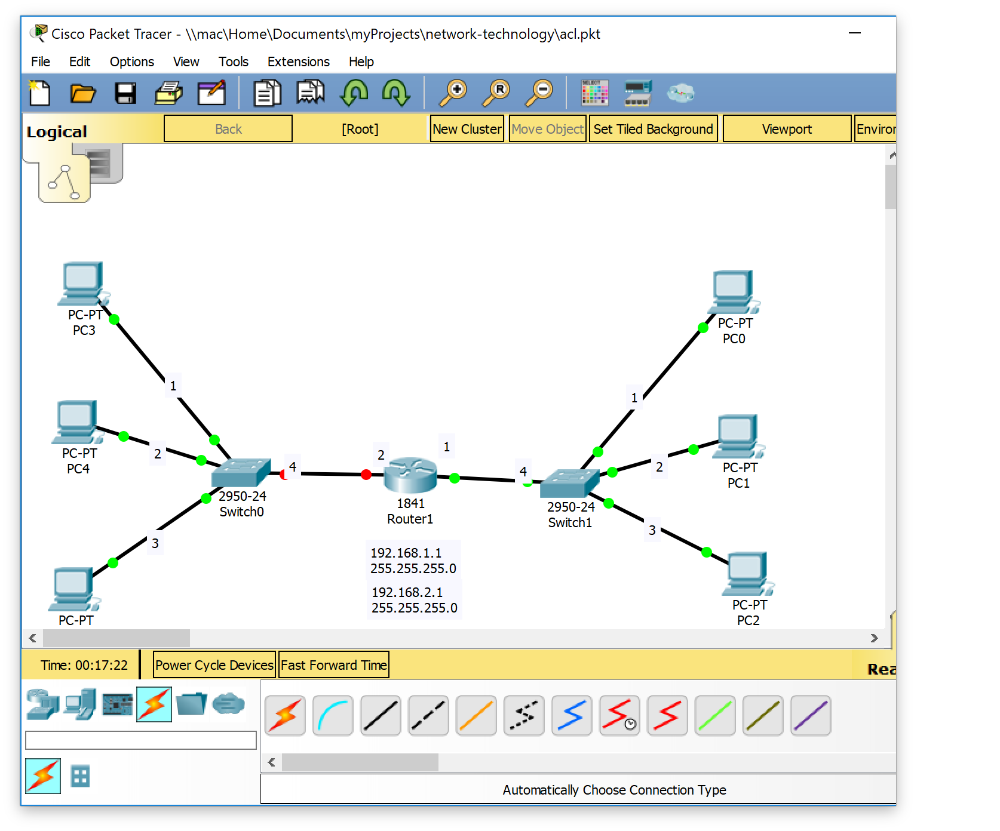 Cisco Packet Tracer - \\mac\Home\Documents\myProjects\network-technology\acl.pkt
File Edit Options View Tools Extensions Help
R
SELECT
Logical Back [Root] New Cluster Move Object Set Tiled Background Viewport Environ
PC-PT
PC3
PC-PT
PC0
1
1
PC-PT
PC4
2
PC-PT
PC1
2
4
2
1
4
2950-24
Switch0
1841
Router1
2950-24
Switch1
3
3
192.168.1.1
255.255.255.0
192.168.2.1
255.255.255.0
PC-PT
PC-PT
PC2
Time: 00:17:22 Power Cycle Devices Fast Forward Time Rea
Automatically Choose Connection Type